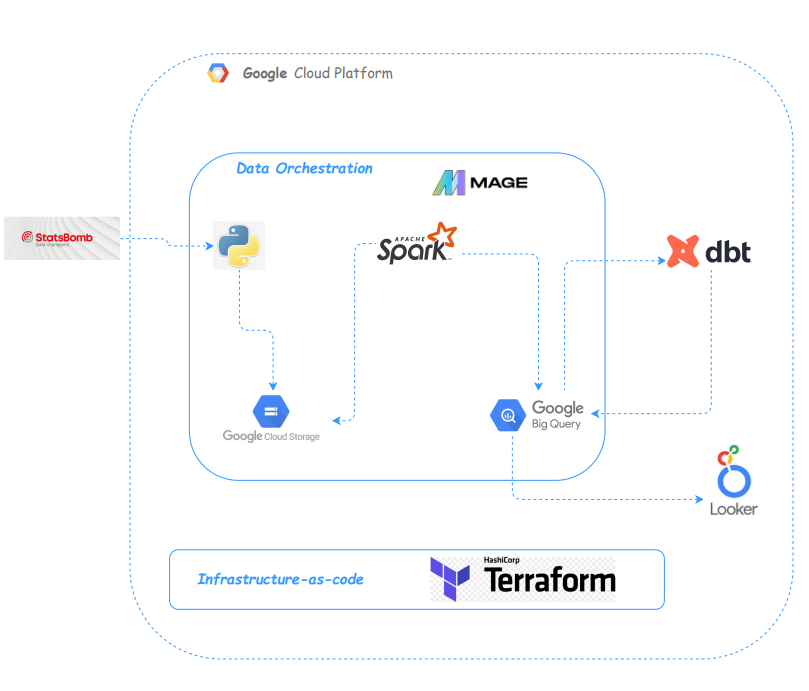 Google Cloud Platform
Data Orchestration
MAGE
StatsBomb
Data Champions
APACHE
Spark
dbt
Google
Big Query
Google Cloud Storage
Looker
Infrastructure-as-code
HashiCorp
Terraform